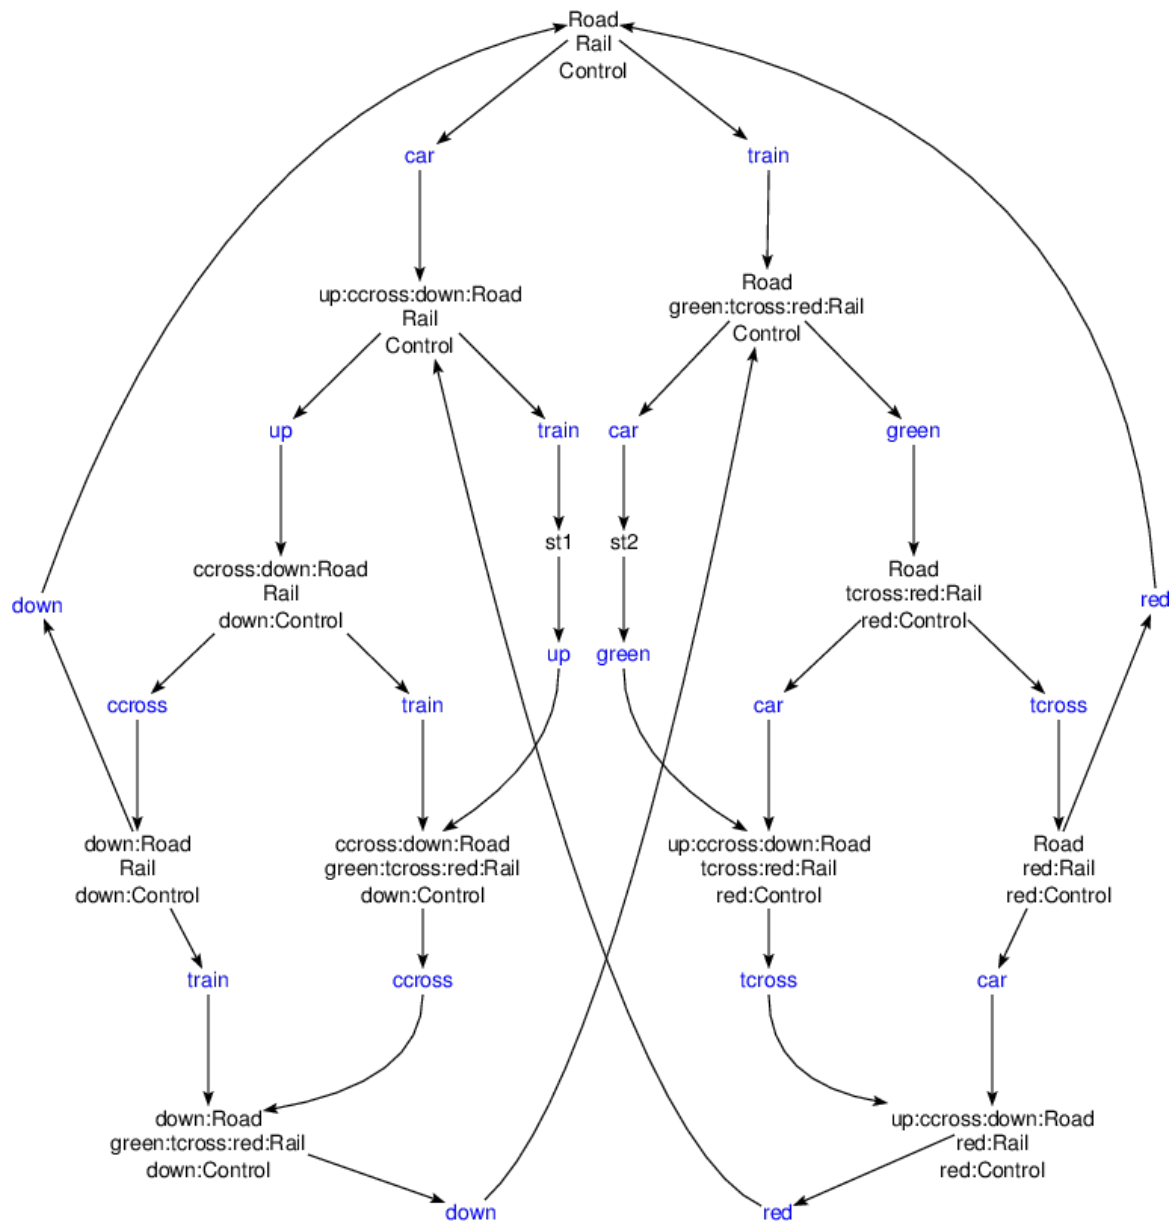 Road
Rail
Control
car
train
up:ccross:down:Road
Rail
Control
Road
green:tcross:red:Rail
Control
up
train
car
green
st1
st2
ccross:down:Road
Rail
down:Control
Road
tcross:red:Rail
red:Control
down
red
up
green
ccross
train
car
tcross
down:Road
Rail
down:Control
ccross:down:Road
green:tcross:red:Rail
down:Control
up:ccross:down:Road
tcross:red:Rail
red:Control
Road
red:Rail
red:Control
train
ccross
tcross
car
down:Road
green:tcross:red:Rail
down:Control
up:ccross:down:Road
red:Rail
red:Control
down
red